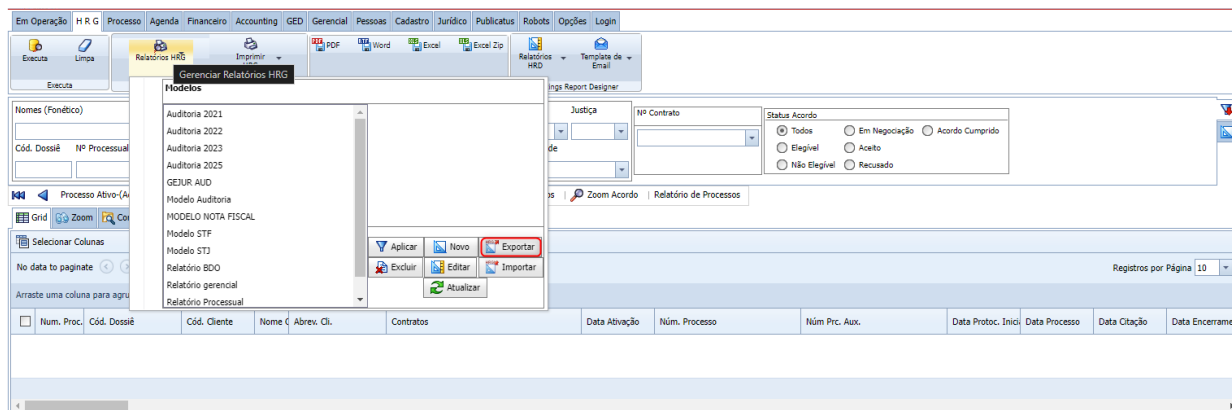 Em Operação H R G Processo Agenda Financeiro Accounting GED Gerencial Pessoas Cadastro Jurídico Publicatus Robots Opções Login
Executa Limpa Relatórios HRG Imprimir PDF Word Excel Excel Zip Relatórios HRD Template de Email
Gerenciar Relatórios HRG
Executa ings Report Designer
Modelos
Nomes (Fonético) Justiça Nº Contrato Status Acordo
Auditoria 2021
Auditoria 2022
Todos Em Negociação Acordo Cumprido
Cód. Dossiê Nº Processual Auditoria 2023 de Elegível Aceito
Auditoria 2025 Não Elegível Recusado
GEJUR AUD
Processo Ativo-(A Modelo Auditoria os | Zoom Acordo | Relatório de Processos
MODELO NOTA FISCAL
Grid Zoom Co
Modelo STF
Selecionar Colunas Modelo STJ Aplicar Novo Exportar
No data to paginate Relatório BDO Excluir Editar Importar Registros por Página 10
Relatório gerencial Atualizar
Arraste uma coluna para agru Relatório Processual
Num. Proc. Cód. Dossiê Cód. Cliente Nome Abrev. Cli. Contratos Data Ativação Núm. Processo Núm Prc. Aux. Data Protoc. Inici Data Processo Data Citação Data Encerrame